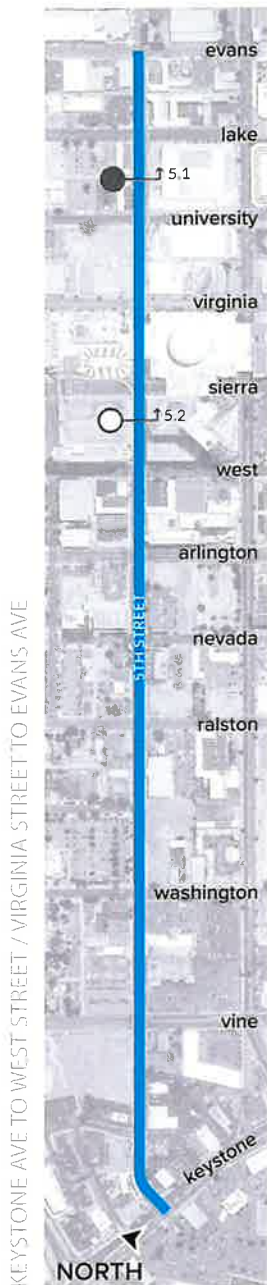 evans
lake
5.1
university
virginia
sierra
5.2
west
arlington
5TH STREET
nevada
ralston
washington
vine
keystone
NORTH
KEYSTONE AVE TO WEST STREET / VIRGINIA STREET TO EVANS AVE